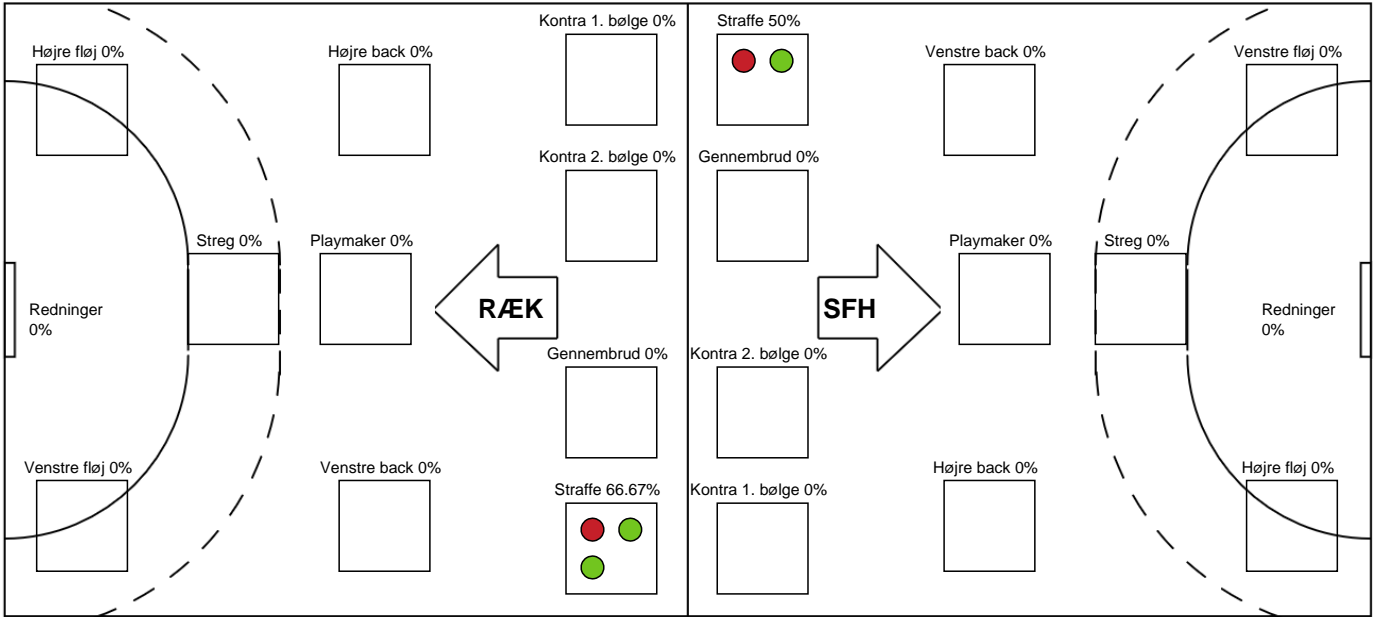 Kontra 1. bølge 0%
Straffe 50%
Højre fløj 0%
Højre back 0%
Venstre back 0%
Venstre fløj 0%
Kontra 2. bølge 0%
Gennembrud 0%
Streg 0%
Playmaker 0%
Playmaker 0%
Streg 0%
Redninger
0%
RÆK
SFH
Redninger
0%
Gennembrud 0%
Kontra 2. bølge 0%
Venstre fløj 0%
Venstre back 0%
Højre back 0%
Højre fløj 0%
Straffe 66.67%
Kontra 1. bølge 0%